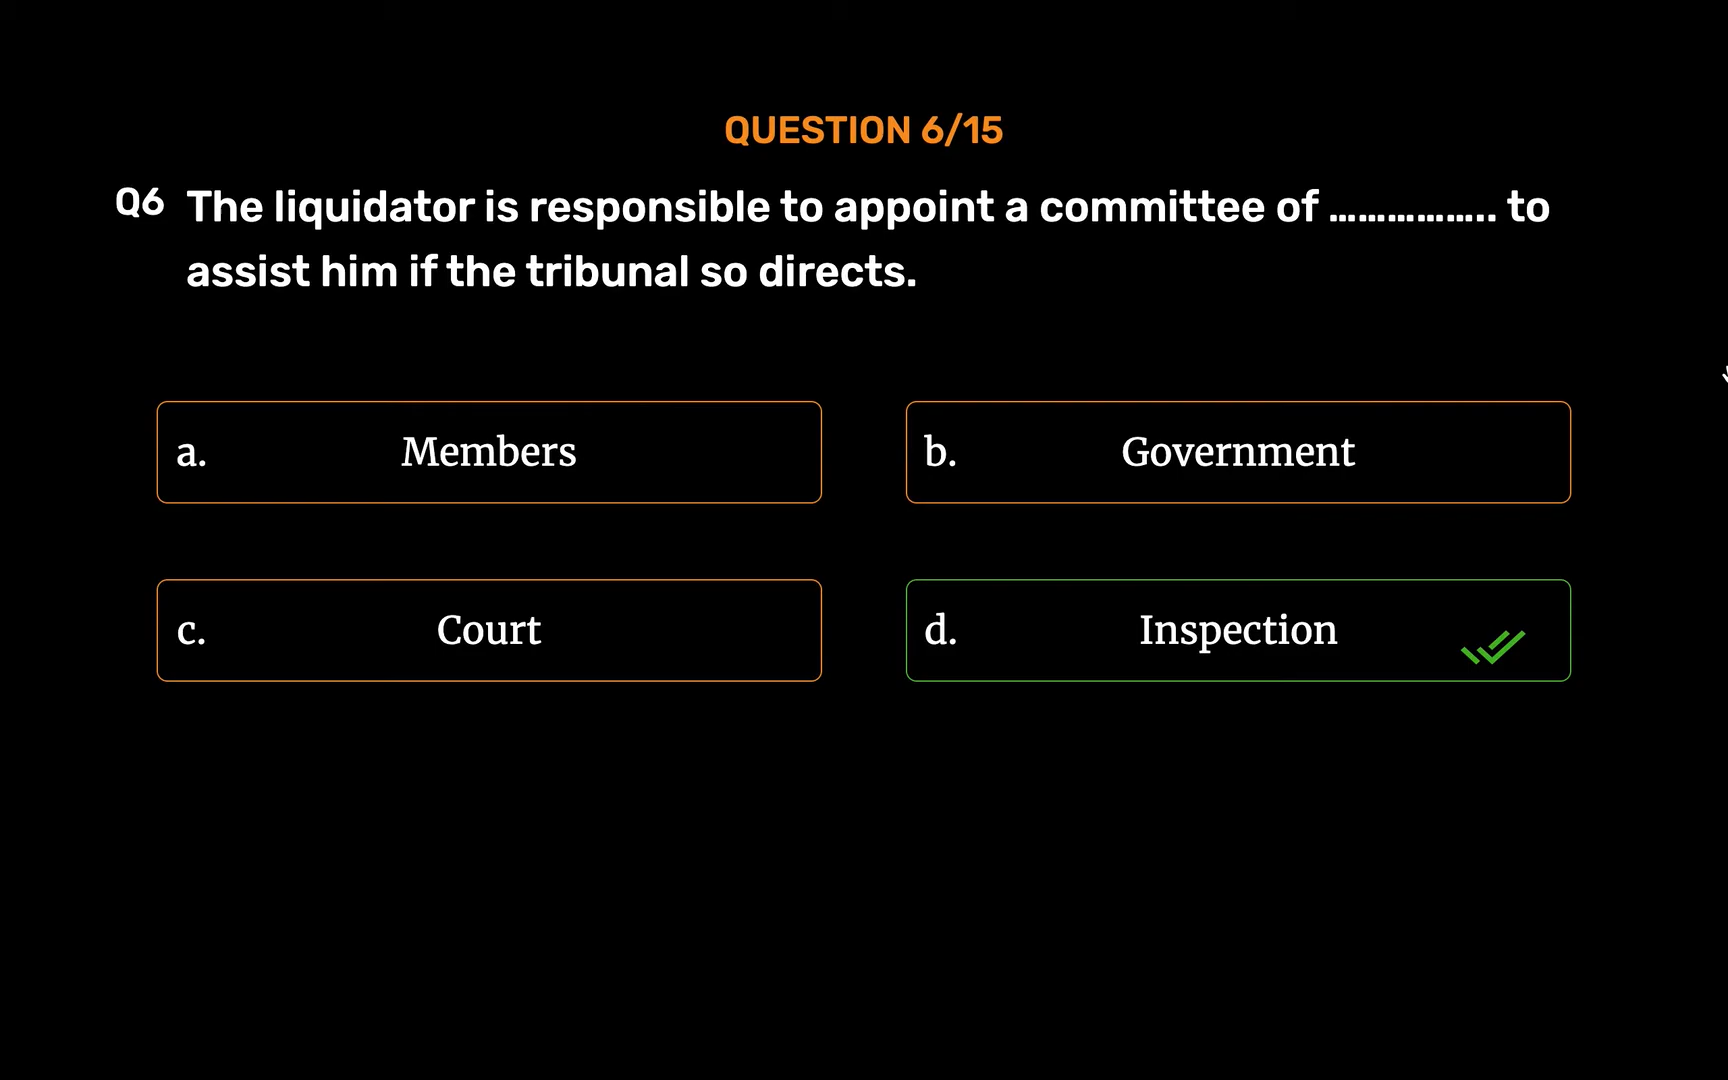 QUESTION 6/15
Q6 The liquidator is responsible to appoint a committee of ................. to
assist him if the tribunal so directs.
a. Members
b. Government
c. Court
d. Inspection